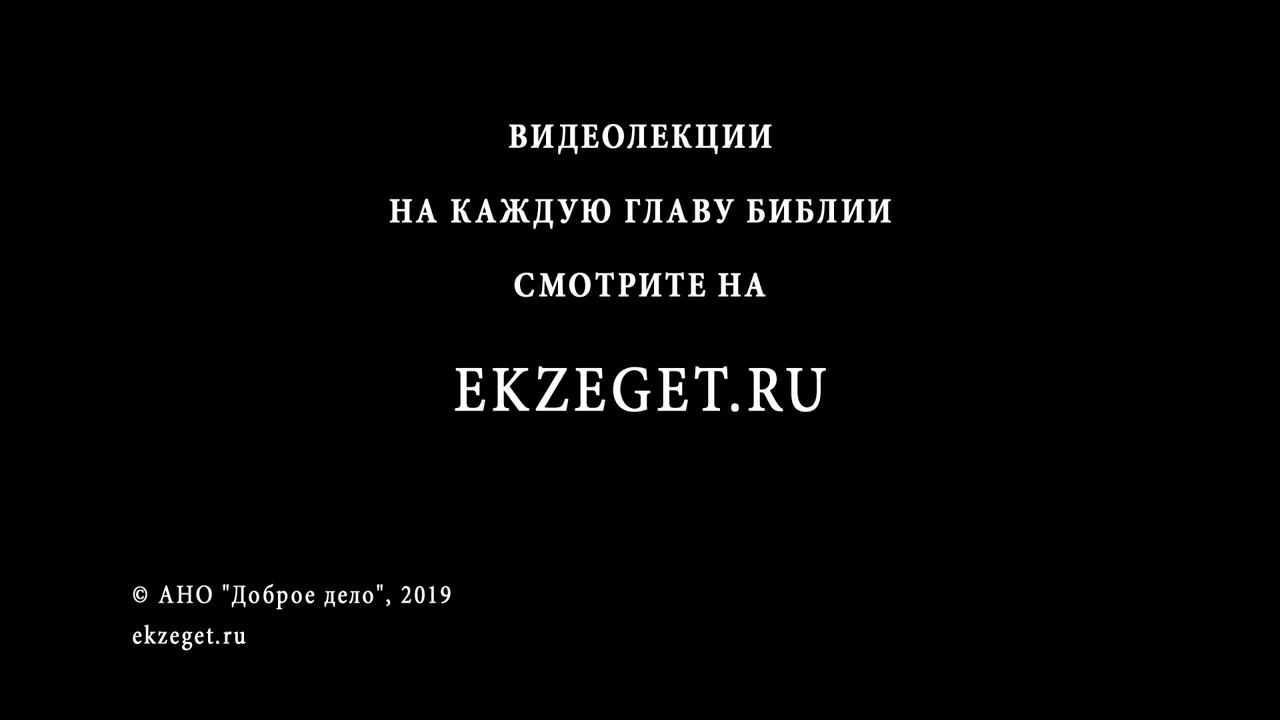 ВИДЕОЛЕКЦИИ
НА КАЖДУЮ ГЛАВУ БИБЛИИ
СМОТРИТЕ НА
EKZEGET.RU
© АНО "Доброе дело", 2019
ekzeget.ru